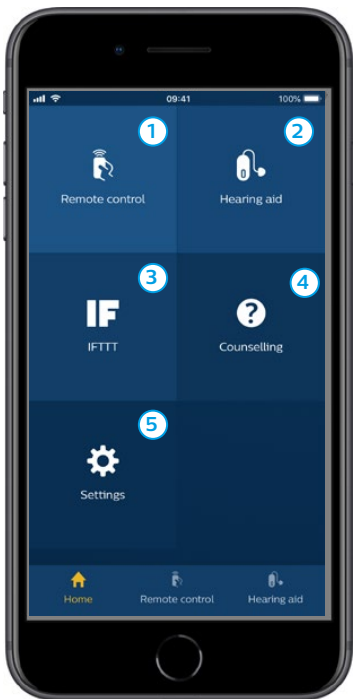 09:41
100%
1
2
Remote control
Hearing aid
3
4
IF
IFTTT
Counselling
5
Settings
Home
Remote control
Hearing aid